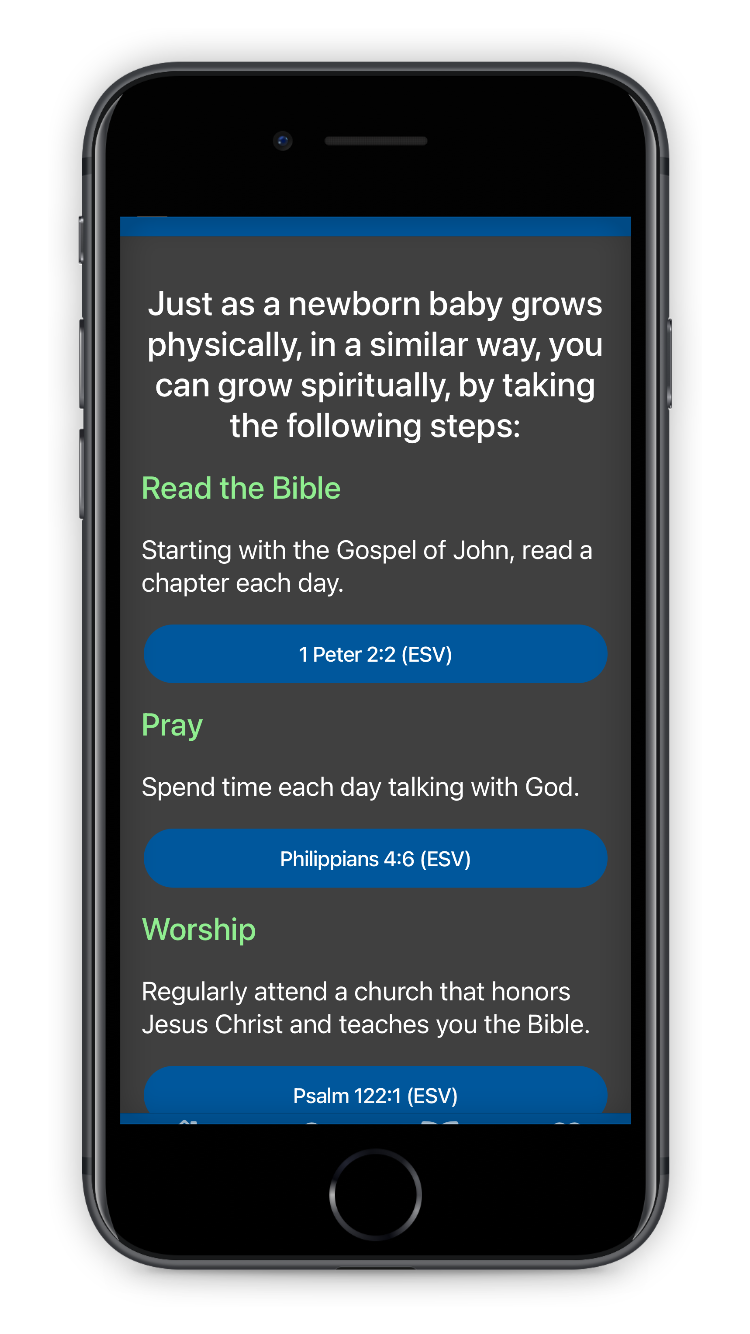 Just as a newborn baby grows
physically, in a similar way, you
can grow spiritually, by taking
the following steps:
Read the Bible
Starting with the Gospel of John, read a
chapter each day.
1 Peter 2:2 (ESV)
Pray
Spend time each day talking with God.
Philippians 4:6 (ESV)
Worship
Regularly attend a church that honors
Jesus Christ and teaches you the Bible.
Psalm 122:1 (ESV)